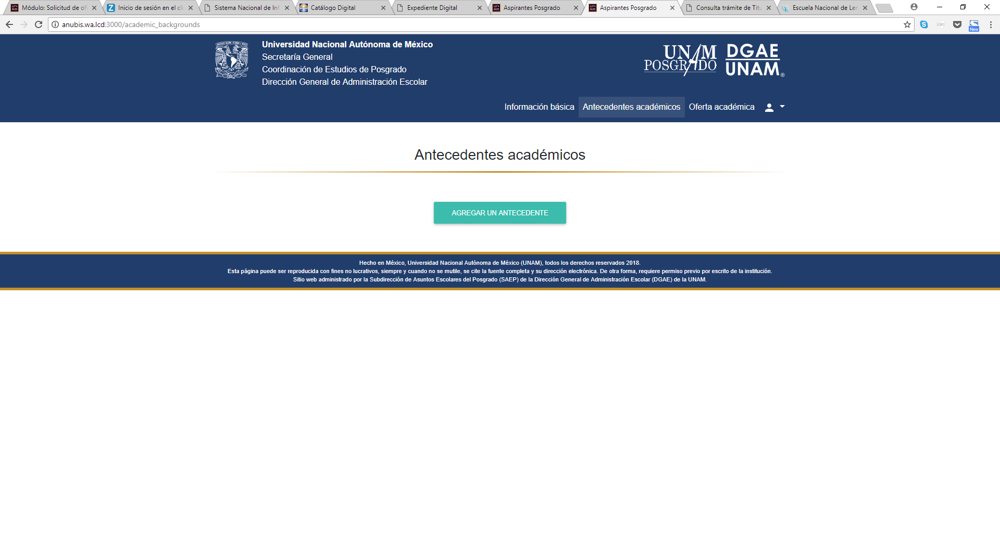 Módulo: Solicitud de of
Inicio de sesión en el cli
Sistema Nacional de Inf
Catálogo Digital
Expediente Digital
Aspirantes Posgrado
Aspirantes Posgrado
Consulta trámite de Titu
Escuela Nacional de Len
anubis.wa.lcd:3000/academic_backgrounds
New
Universidad Nacional Autónoma de México
Secretaría General
Coordinación de Estudios de Posgrado
Dirección General de Administración Escolar
UNAM
POSGRADO
DGAE
UNAM®
Información básica
Antecedentes académicos
Oferta académica
Antecedentes académicos
AGREGAR UN ANTECEDENTE
Hecho en México, Universidad Nacional Autónoma de México (UNAM), todos los derechos reservados 2018.
Esta página puede ser reproducida con fines no lucrativos, siempre y cuando no se mutile, se cite la fuente completa y su dirección electrónica. De otra forma, requiere permiso previo por escrito de la institución.
Sitio web administrado por la Subdirección de Asuntos Escolares del Posgrado (SAEP) de la Dirección General de Administración Escolar (DGAE) de la UNAM.